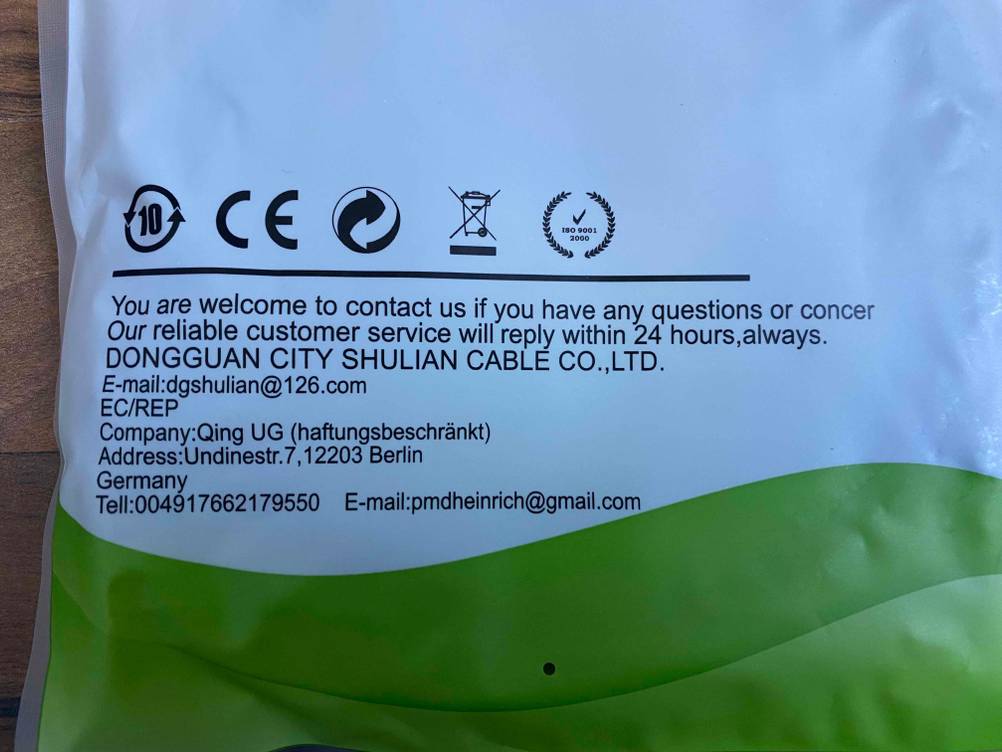 10 CE ISO 9001 2000
You are welcome to contact us if you have any questions or concer
Our reliable customer service will reply within 24 hours,always.
DONGGUAN CITY SHULIAN CABLE CO.,LTD.
E-mail:dgshulian@126.com
EC/REP
Company:Qing UG (haftungsbeschränkt)
Address:Undinestr.7,12203 Berlin
Germany
Tell:004917662179550 E-mail:pmdheinrich@gmail.com